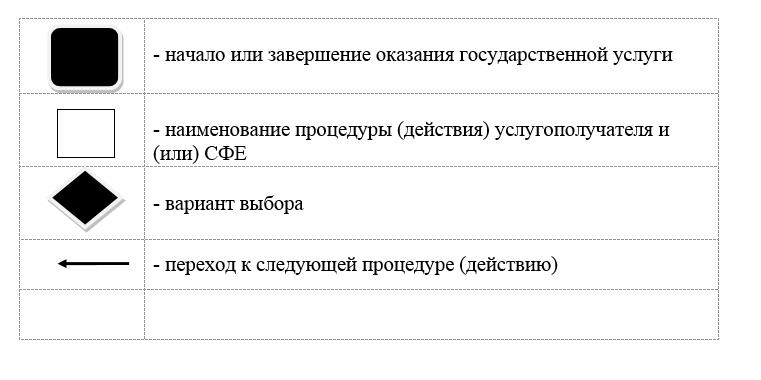 - начало или завершение оказания государственной услуги
- наименование процедуры (действия) услугополучателя и
(или) СФЕ
- вариант выбора
- переход к следующей процедуре (действию)